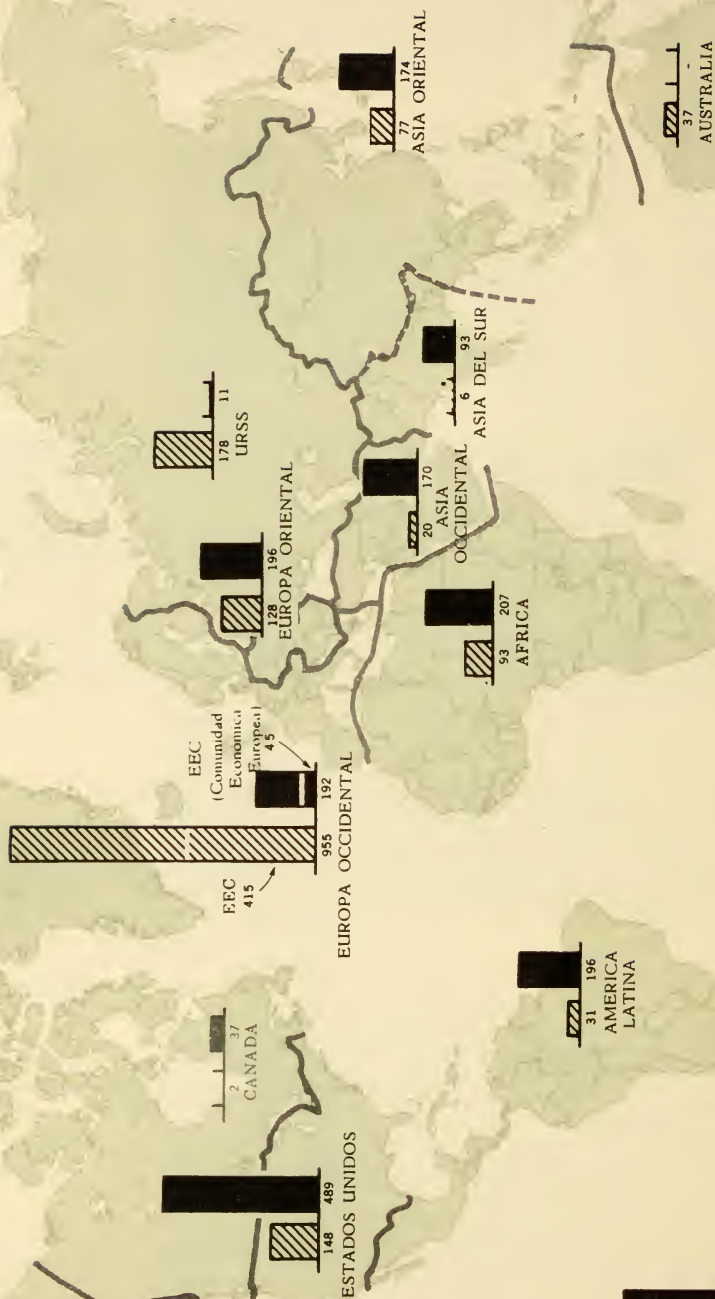 2 37
CANADA
148 489
ESTADOS UNIDOS
EEC
415
EEC
(Comunidad
Economica
Europea)
45
955 192
EUROPA OCCIDENTAL
31 196
AMERICA
LATINA
128 196
EUROPA ORIENTAL
178 11
URSS
93 207
AFRICA
20 170
ASIA
OCCIDENTAL
6 93
ASIA DEL SUR
77 174
ASIA ORIENTAL
37 -
AUSTRALIA